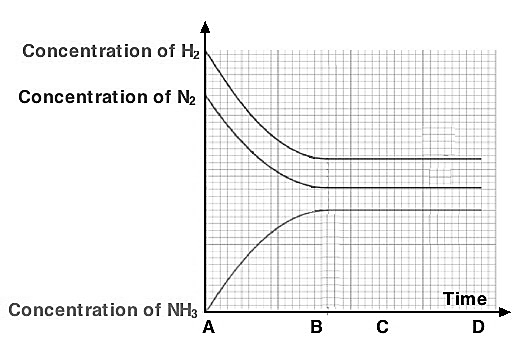 Concentration of H₂
Concentration of N₂
Concentration of NH₃
Time
A B C D